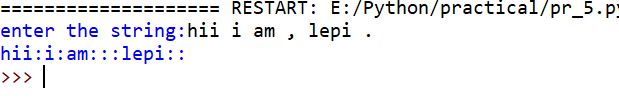 ==================== RESTART: E:/Python/practical/pr_5.py
enter the string:hii i am , lepi .
hii:i:am:::lepi::
>>>